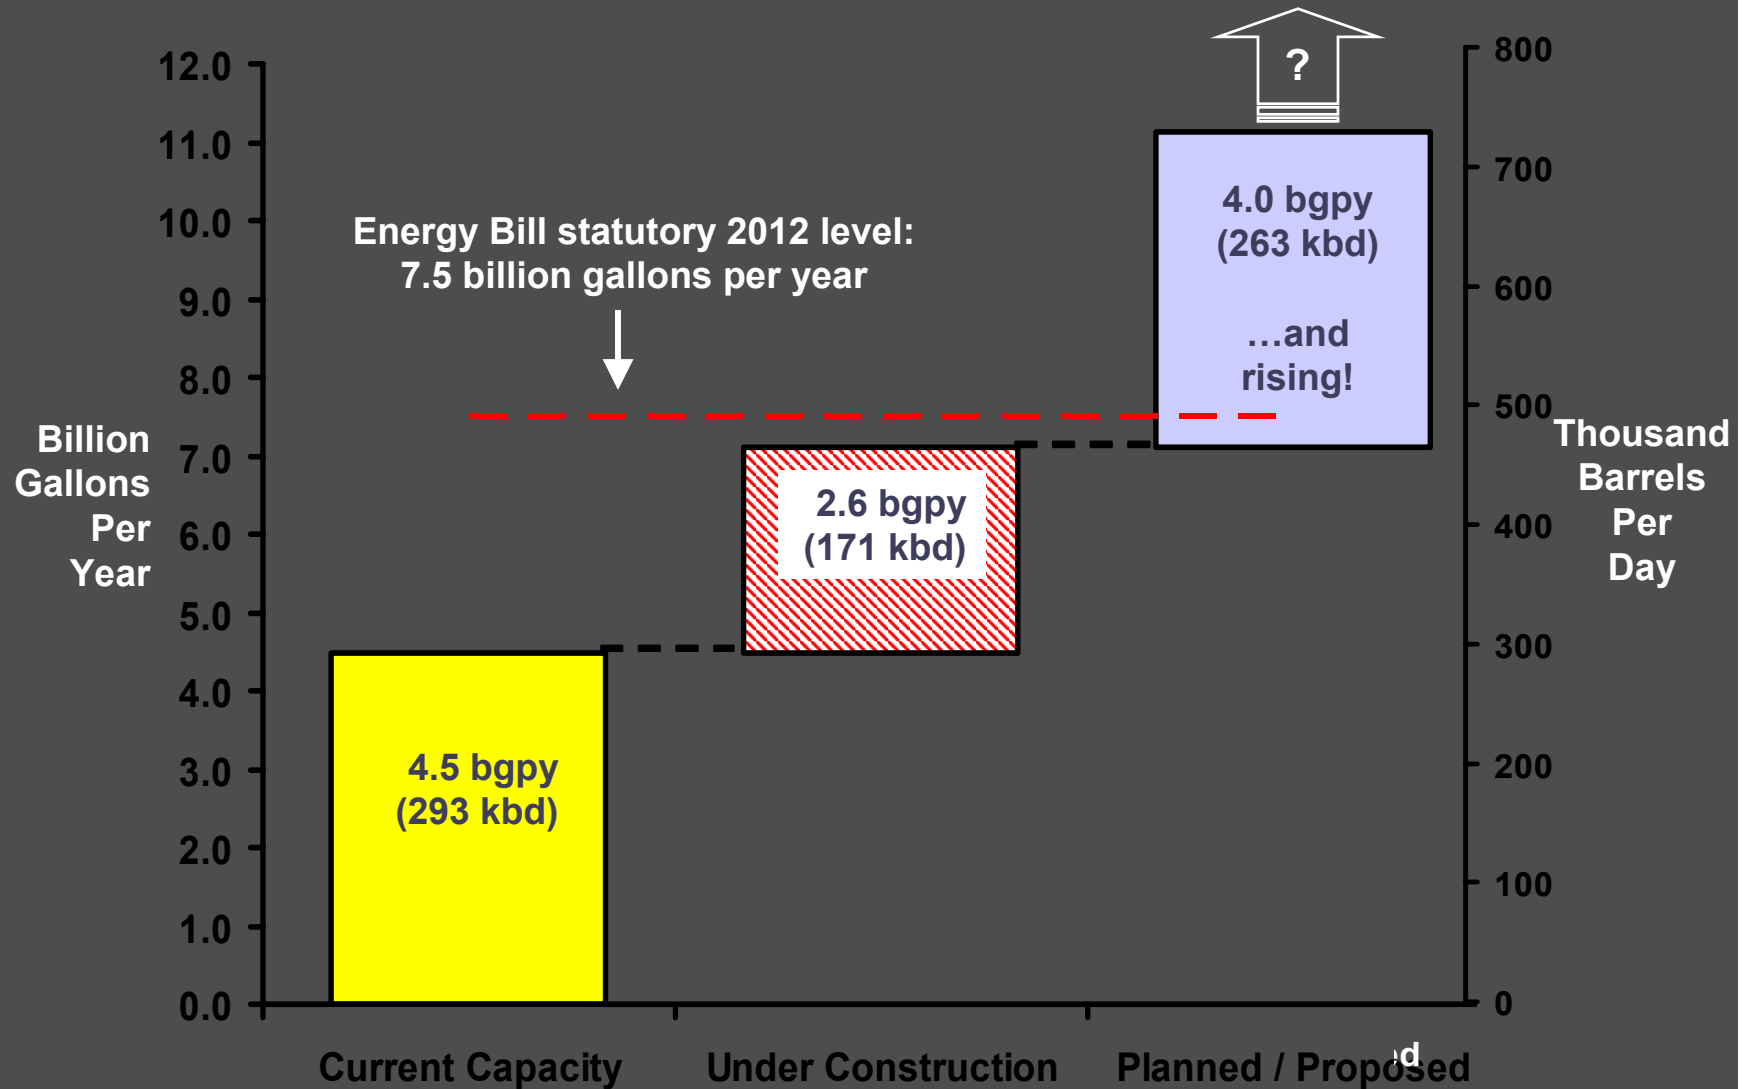 ?
12.0
11.0
10.0
9.0
8.0
7.0
6.0
5.0
4.0
3.0
2.0
1.0
0.0
Billion
Gallons
Per
Year
Energy Bill statutory 2012 level:
7.5 billion gallons per year
4.5 bgpy
(293 kbd)
2.6 bgpy
(171 kbd)
4.0 bgpy
(263 kbd)
…and
rising!
800
700
600
500
400
300
200
100
0
Thousand
Barrels
Per
Day
Current Capacity
Under Construction
Planned / Proposed